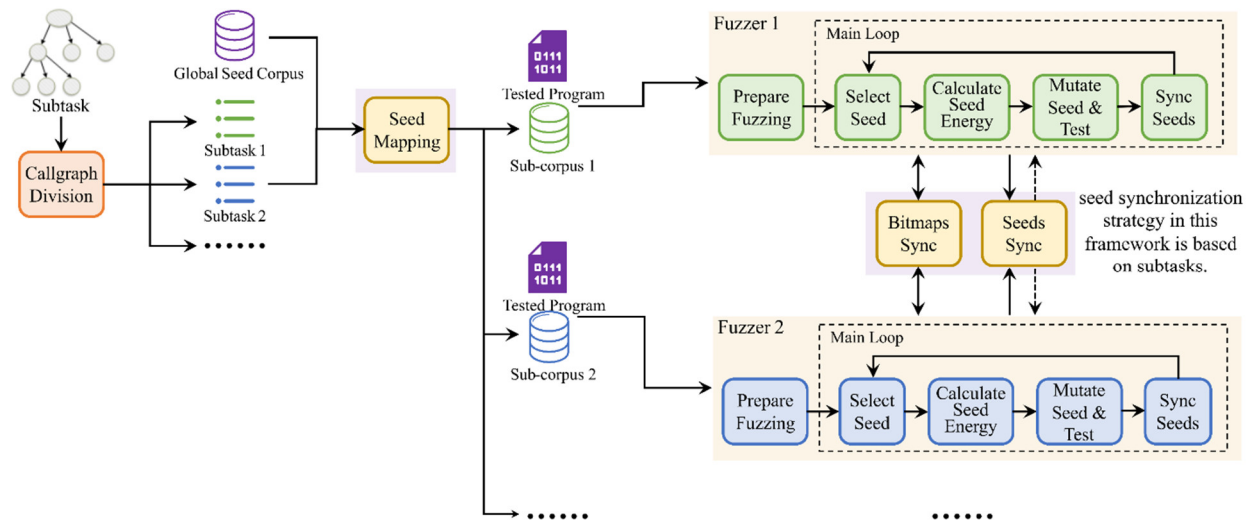 Subtask
Callgraph
Division
Global Seed Corpus
Subtask 1
Subtask 2
......
Seed
Mapping
0111
1011
Tested Program
Sub-corpus 1
0111
1011
Tested Program
Sub-corpus 2
......
Fuzzer 1
Main Loop
Prepare
Fuzzing
Select
Seed
Calculate
Seed
Energy
Mutate
Seed &
Test
Sync
Seeds
Bitmaps
Sync
Seeds
Sync
seed synchronization
strategy in this
framework is based
on subtasks.
Fuzzer 2
Main Loop
Prepare
Fuzzing
Select
Seed
Calculate
Seed
Energy
Mutate
Seed &
Test
Sync
Seeds
......